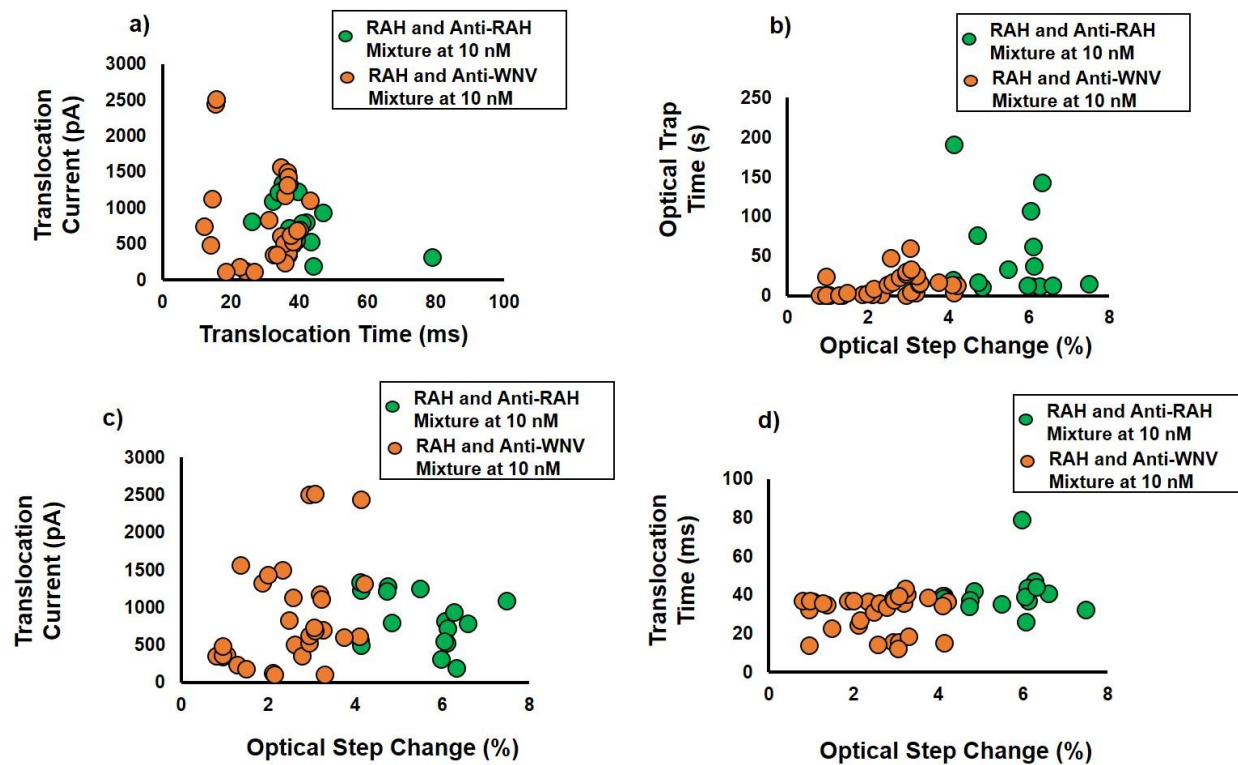 a)
RAH and Anti-RAH
Mixture at 10 nM
RAH and Anti-WNV
Mixture at 10 nM
Translocation
Current (pA)
3000
2500
2000
1500
1000
500
0
0 20 40 60 80 100
Translocation Time (ms)
b)
RAH and Anti-RAH
Mixture at 10 nM
RAH and Anti-WNV
Mixture at 10 nM
Optical Trap
Time (s)
250
200
150
100
50
0
0 2 4 6 8
Optical Step Change (%)
c)
RAH and Anti-RAH
Mixture at 10 nM
RAH and Anti-WNV
Mixture at 10 nM
Translocation
Current (pA)
3000
2500
2000
1500
1000
500
0
0 2 4 6 8
Optical Step Change (%)
d)
RAH and Anti-RAH
Mixture at 10 nM
RAH and Anti-WNV
Mixture at 10 nM
Translocation
Time (ms)
100
80
60
40
20
0
0 2 4 6 8
Optical Step Change (%)